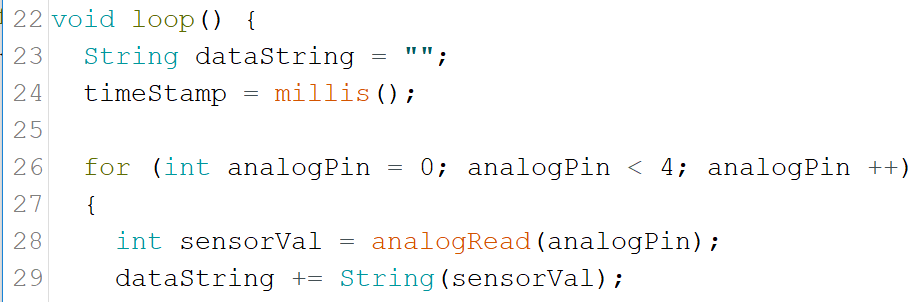 22 void loop() {
23   String dataString = "";
24   timeStamp = millis();
25
26   for (int analogPin = 0; analogPin < 4; analogPin ++)
27   {
28     int sensorVal = analogRead(analogPin);
29     dataString += String(sensorVal);